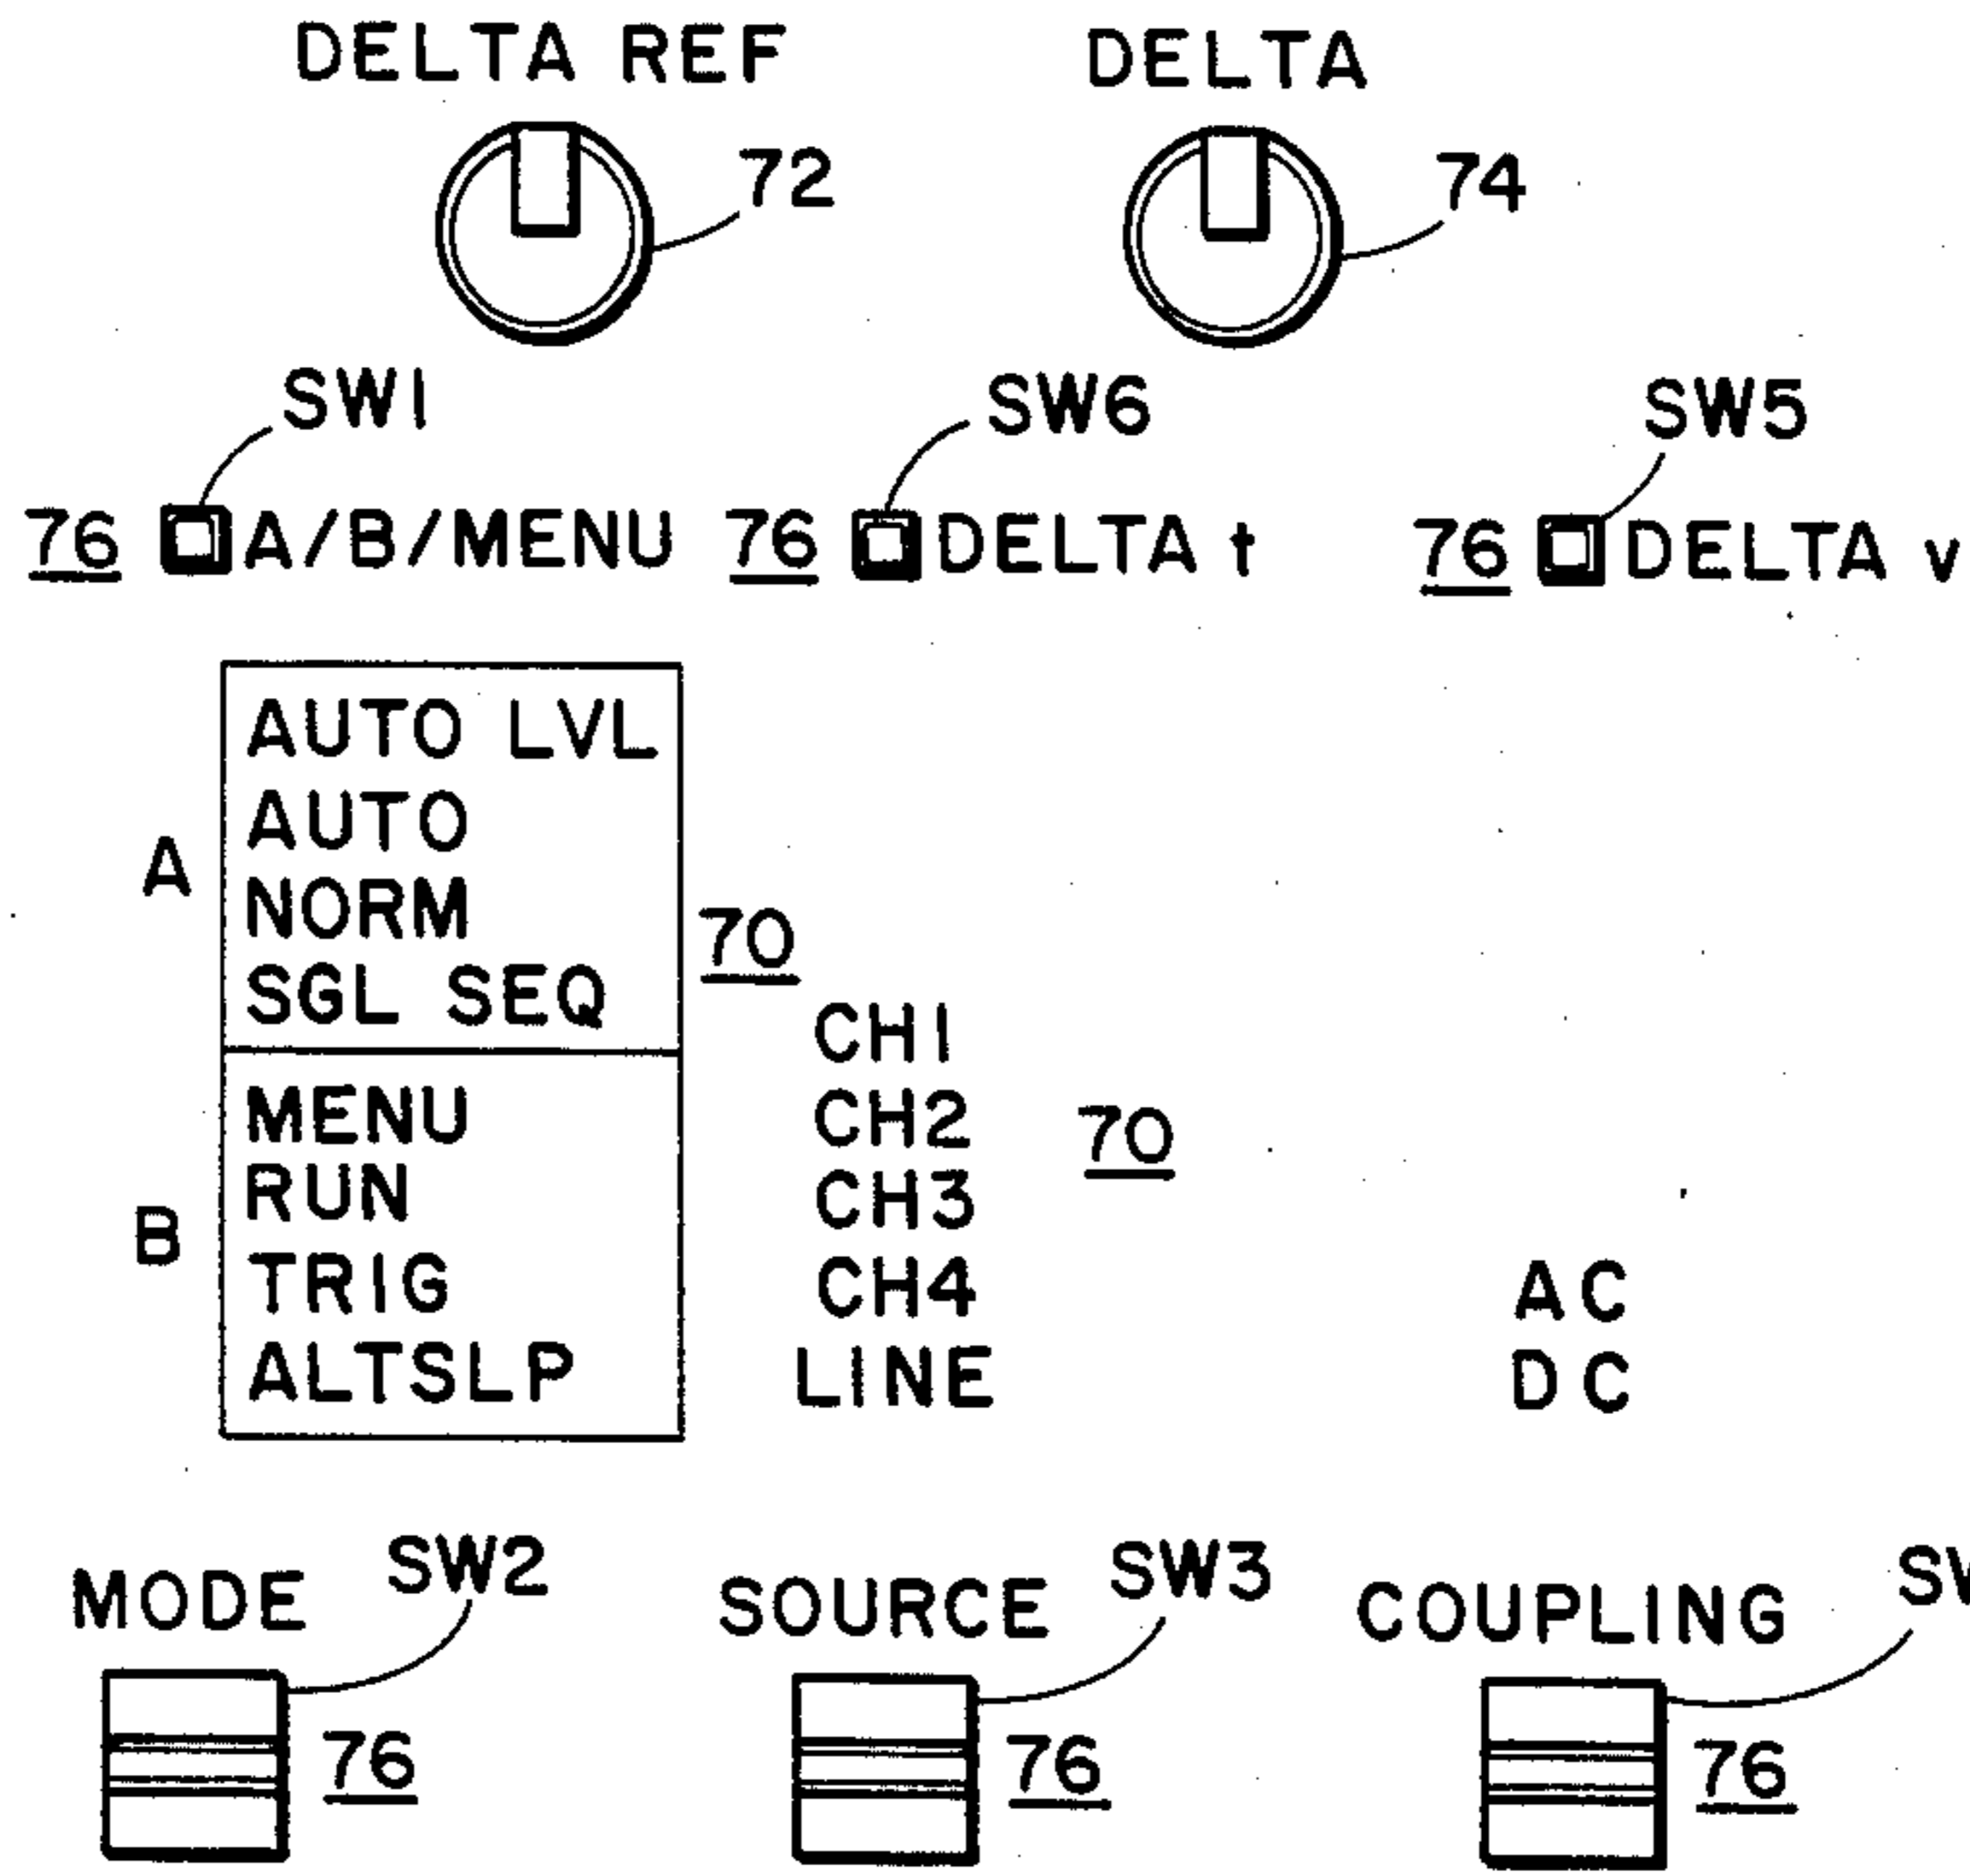 DELTA REF DELTA
72 74
SW1 SW6 SW5
76 A/B/MENU 76 DELTA t 76 DELTA v
AUTO LVL
AUTO
A
NORM
70
SGL SEQ
CH1
MENU
CH2
70
RUN
CH3
B
TRIG
CH4
AC
ALTSLP
LINE
DC
MODE SW2 SOURCE SW3 COUPLING
76 76 76